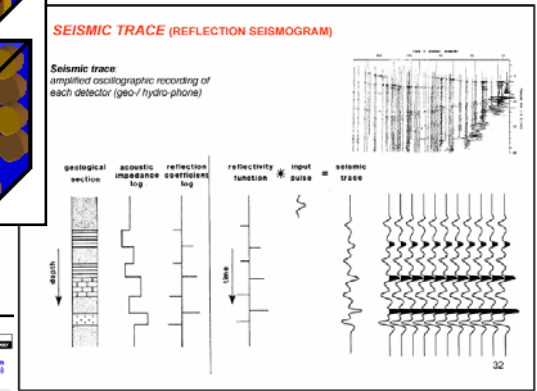 SEISMIC TRACE (REFLECTION SEISMOGRAM)
Seismic trace:
amplified oscillographic recording of
each detector (geo-/ hydro-phone)
geological section
acoustic impedance log
reflection coefficient log
reflectivity function
*
input pulse
=
seismic trace
depth
time
32